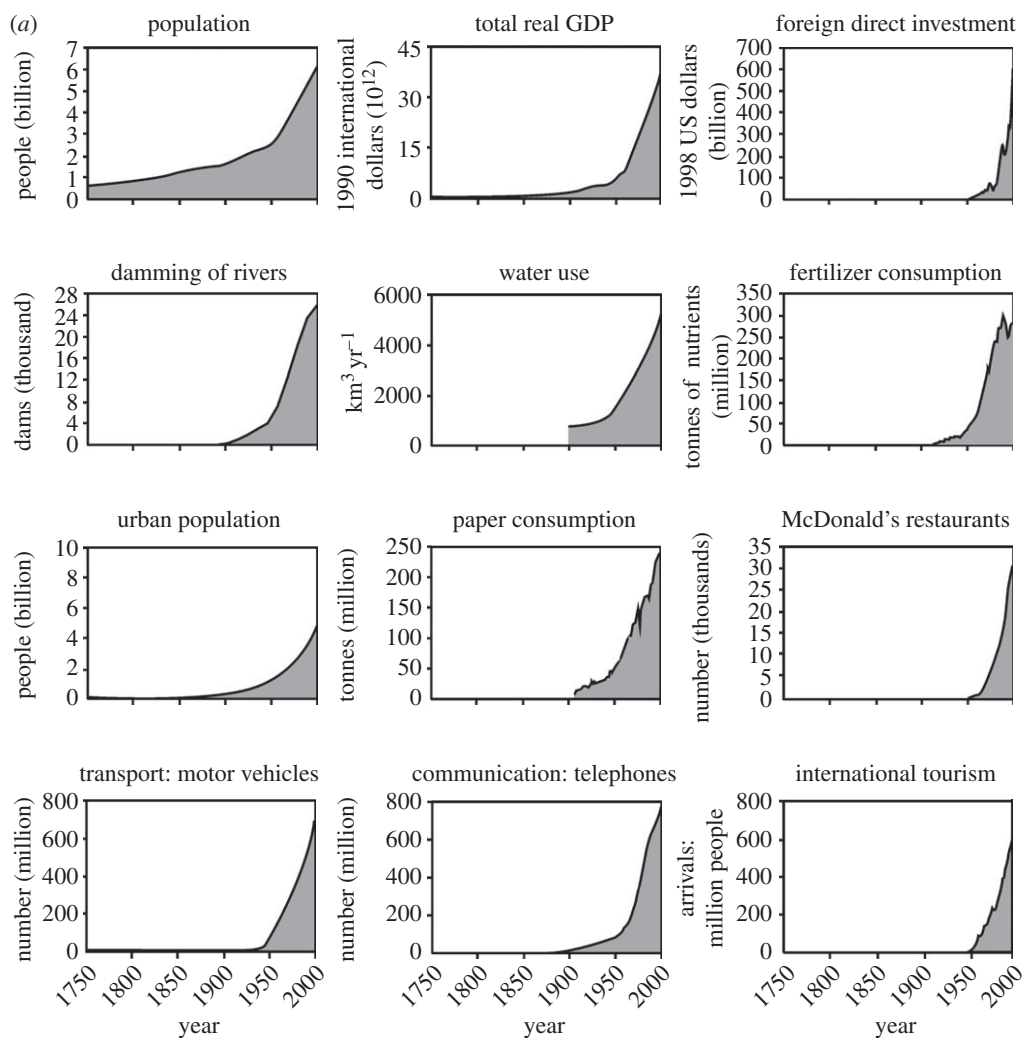 (a)
population
7
6
5
4
3
2
1
0
people (billion)
total real GDP
45
30
15
0
1990 international
dollars (10¹²)
foreign direct investment
700
600
500
400
300
200
100
0
1998 US dollars
(billion)
damming of rivers
28
24
20
16
12
8
4
0
dams (thousand)
water use
6000
4000
2000
0
km³ yr⁻¹
fertilizer consumption
350
300
250
200
150
100
50
0
tonnes of nutrients
(million)
urban population
10
8
6
4
2
0
people (billion)
paper consumption
250
200
150
100
50
0
tonnes (million)
McDonald's restaurants
35
30
25
20
15
10
5
0
number (thousands)
transport: motor vehicles
800
600
400
200
0
number (million)
1750 1800 1850 1900 1950 2000
year
communication: telephones
800
600
400
200
0
number (million)
1750 1800 1850 1900 1950 2000
year
international tourism
800
600
400
200
0
arrivals:
million people
1750 1800 1850 1900 1950 2000
year